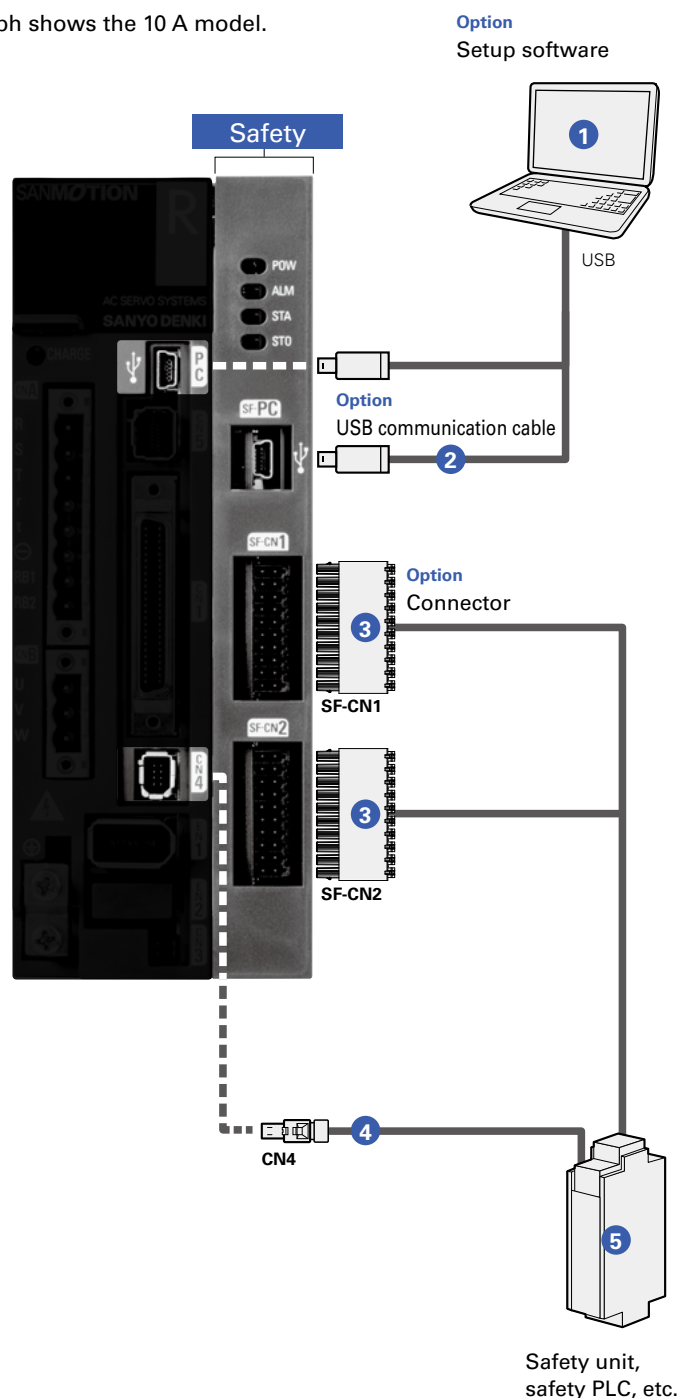 ph shows the 10 A model.
Option
Setup software
1
Safety
USB
SANMOTION
R
POW
ALM
STA
STO
AC SERVO SYSTEMS
SANYO DENKI
CHARGE
PC
SF-PC
Option
USB communication cable
2
R
S
t
RB1
RB2
SF-CN1
Option
Connector
3
SF-CN1
U
V
W
SF-CN2
CN4
3
SF-CN2
4
CN4
5
Safety unit,
safety PLC, etc.